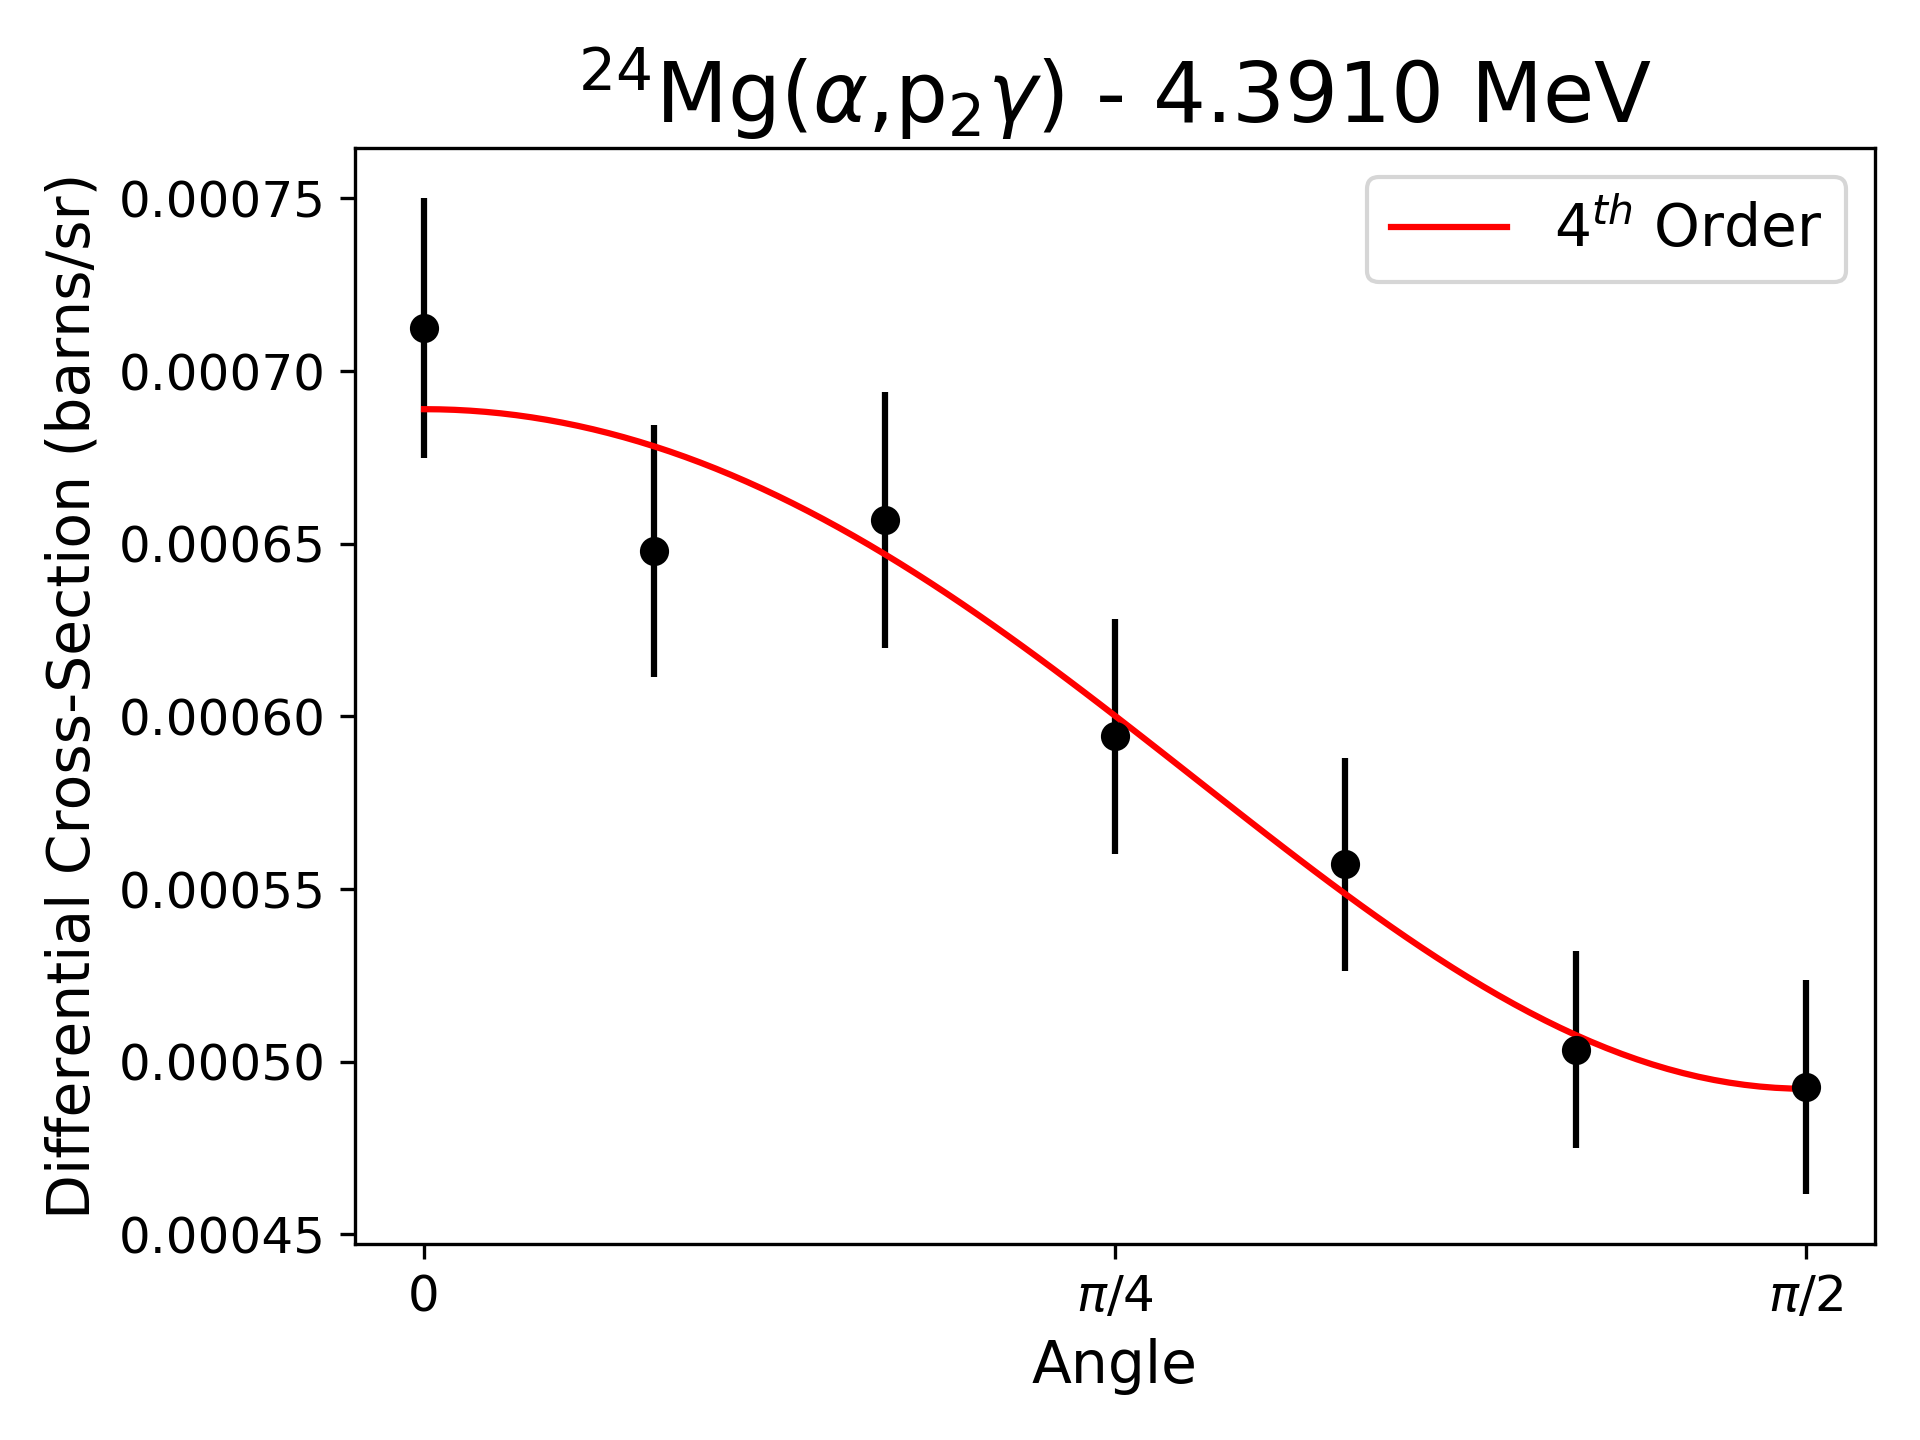 ²⁴Mg(α,p₂γ) - 4.3910 MeV
4ᵗʰ Order
Differential Cross-Section (barns/sr)
0.00075
0.00070
0.00065
0.00060
0.00055
0.00050
0.00045
0 π/4 π/2
Angle